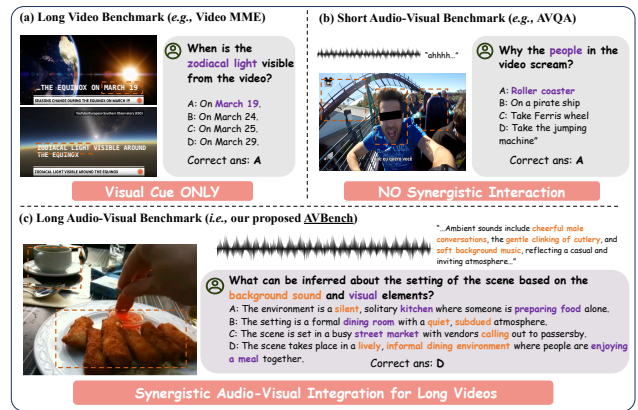 (a) Long Video Benchmark (e.g., Video MME)
...THE EQUINOX ON MARCH 19
SEASONS CHANGE DURING THE EQUINOX ON MARCH 19
ZODIACAL LIGHT VISIBLE AROUND
THE EQUINOX
ZODIACAL LIGHT VISIBLE AROUND THE EQUINOX
When is the
zodiacal light visible
from the video?
A: On March 19.
B: On March 24.
C: On March 25.
D: On March 29.
Correct ans: A
Visual Cue ONLY
(b) Short Audio-Visual Benchmark (e.g., AVQA)
"ahhhh..."
eu quero você
Why the people in the
video scream?
A: Roller coaster
B: On a pirate ship
C: Take Ferris wheel
D: Take the jumping
machine"
Correct ans: A
NO Synergistic Interaction
(c) Long Audio-Visual Benchmark (i.e., our proposed AVBench)
"...Ambient sounds include cheerful male
conversations, the gentle clinking of cutlery, and
soft background music, reflecting a casual and
inviting atmosphere..."
What can be inferred about the setting of the scene based on the
background sound and visual elements?
A: The environment is a silent, solitary kitchen where someone is preparing food alone.
B: The setting is a formal dining room with a quiet, subdued atmosphere.
C: The scene is set in a busy street market with vendors calling out to passersby.
D: The scene takes place in a lively, informal dining environment where people are enjoying
a meal together.
Correct ans: D
Synergistic Audio-Visual Integration for Long Videos